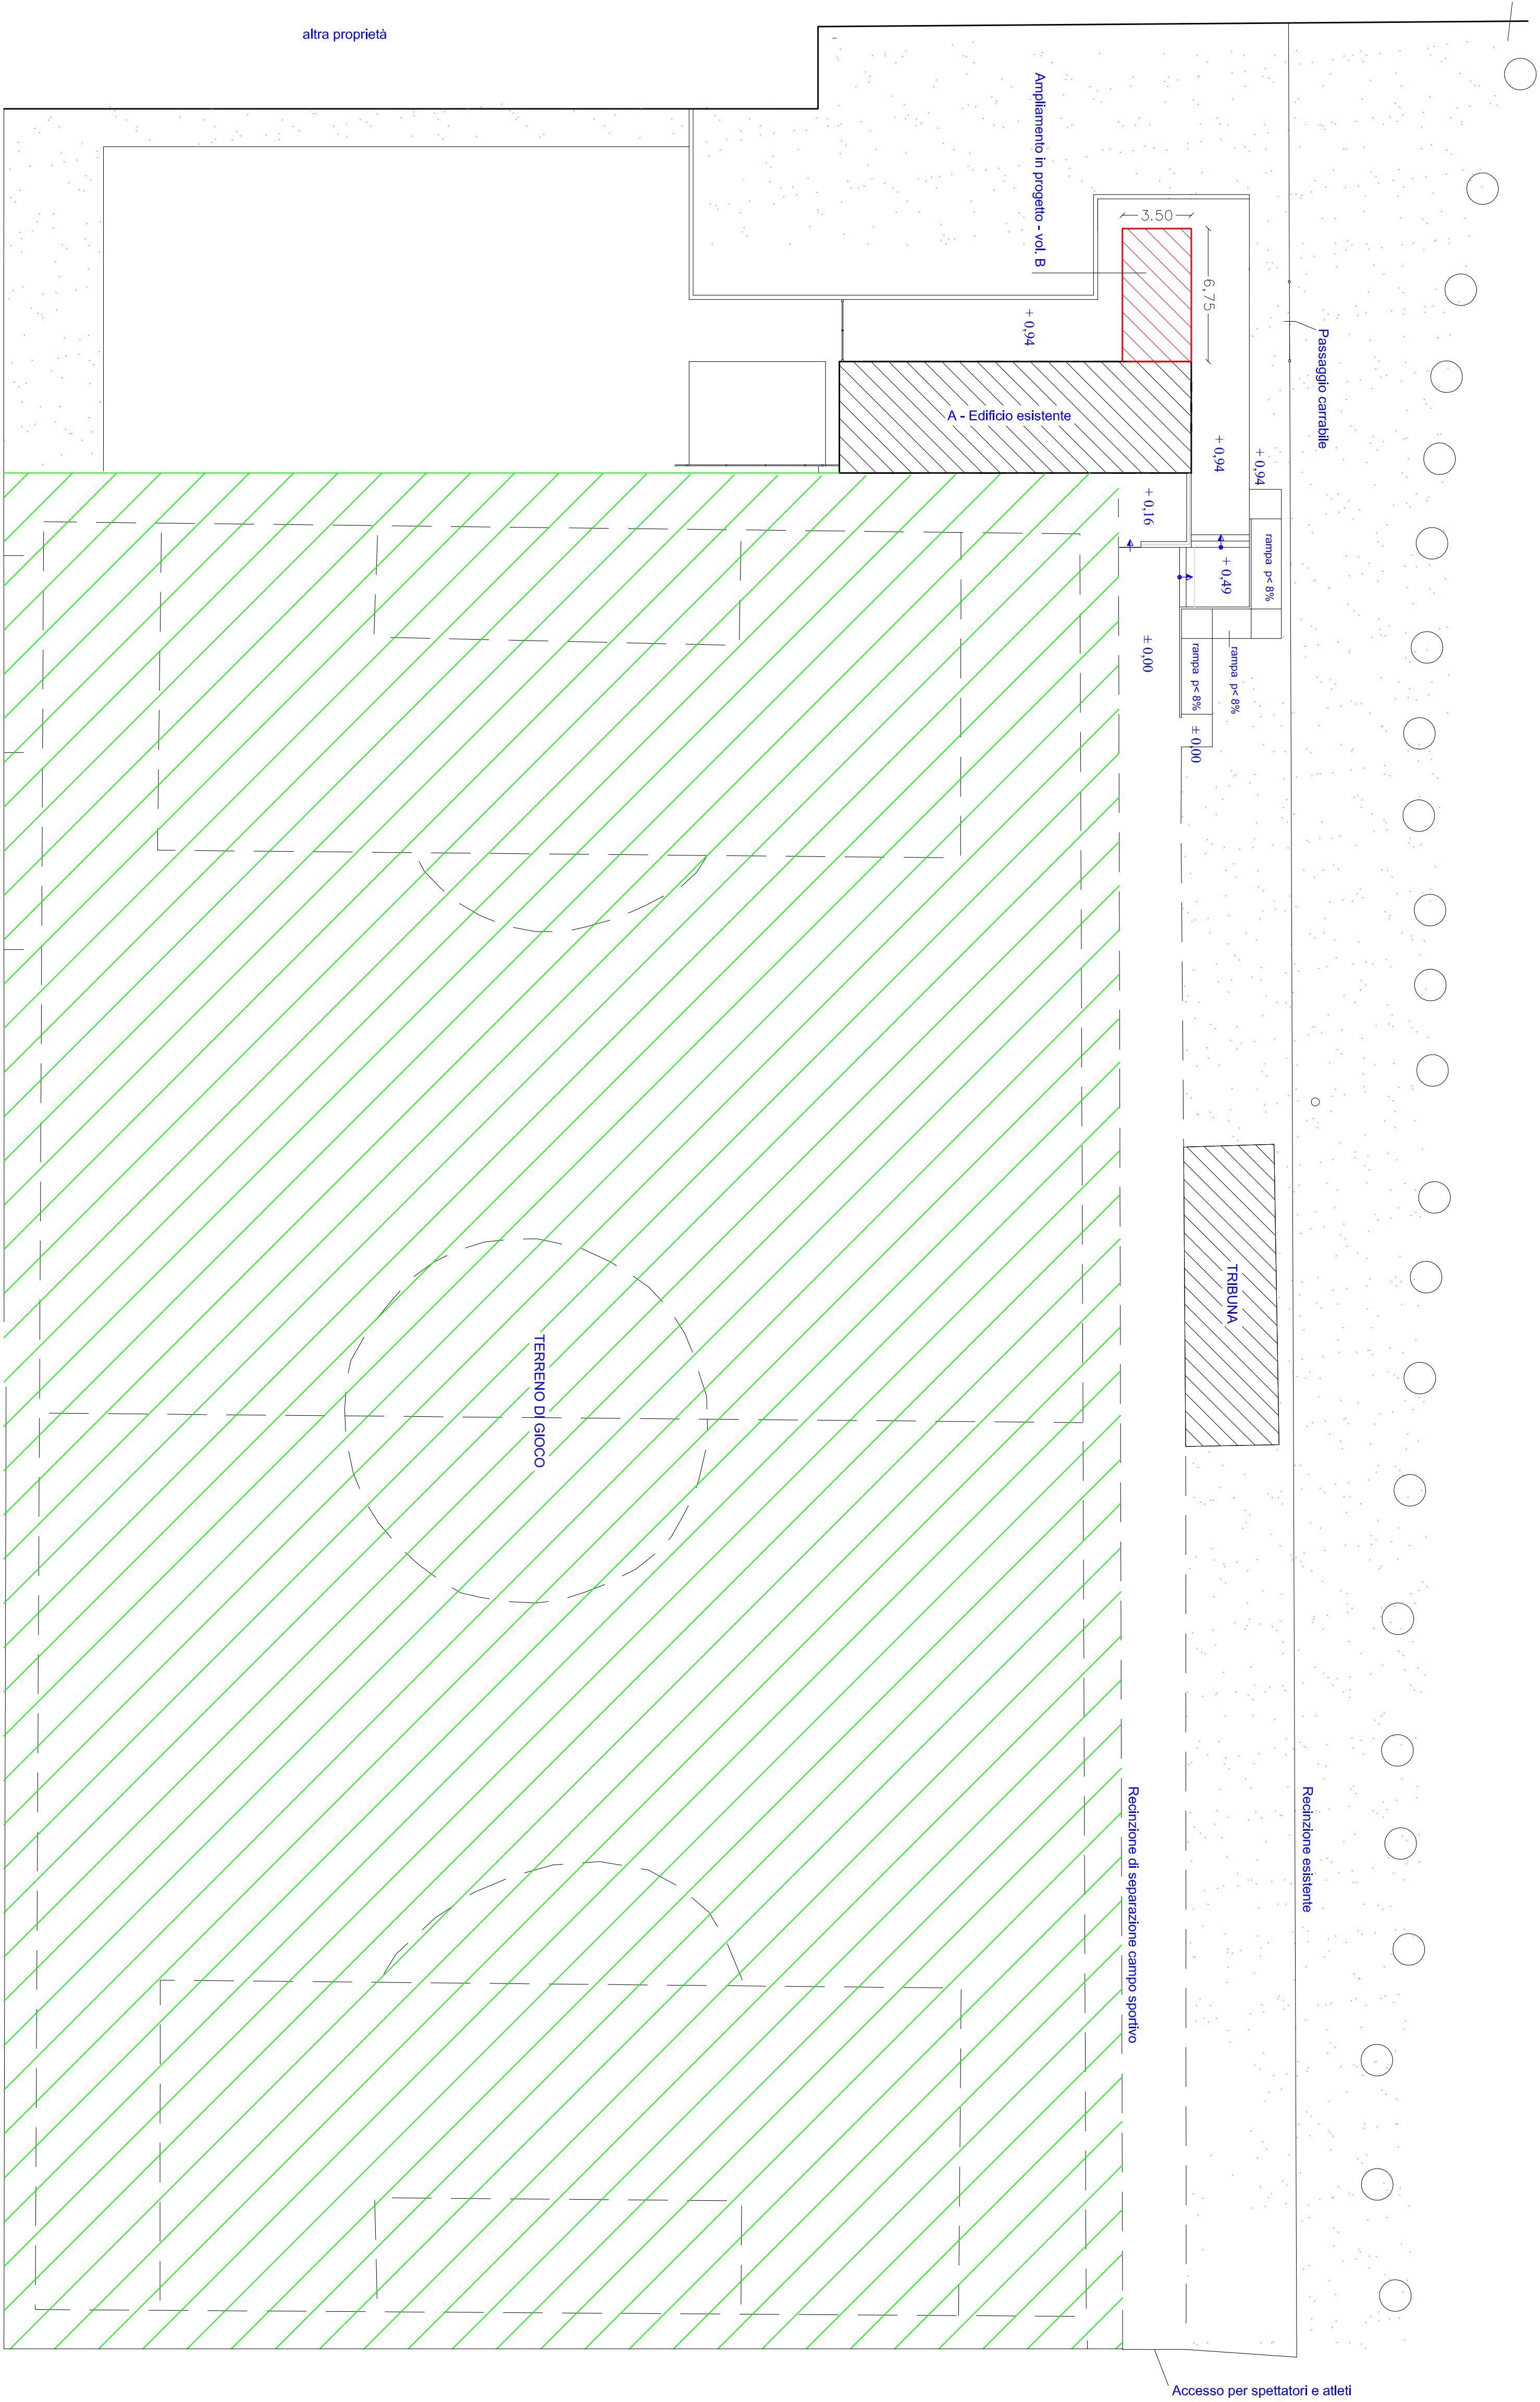 altra proprietà
Ampliamento in progetto - vol. B
3.50
6,75
+ 0,94
Passaggio carrabile
A - Edificio esistente
+ 0,94
+ 0,94
+ 0,16
rampa p< 8%
+ 0,49
± 0,00
rampa p< 8%
rampa p< 8%
± 0,00
TRIBUNA
TERRENO DI GIOCO
Recinzione di separazione campo sportivo
Recinzione esistente
Accesso per spettatori e atleti